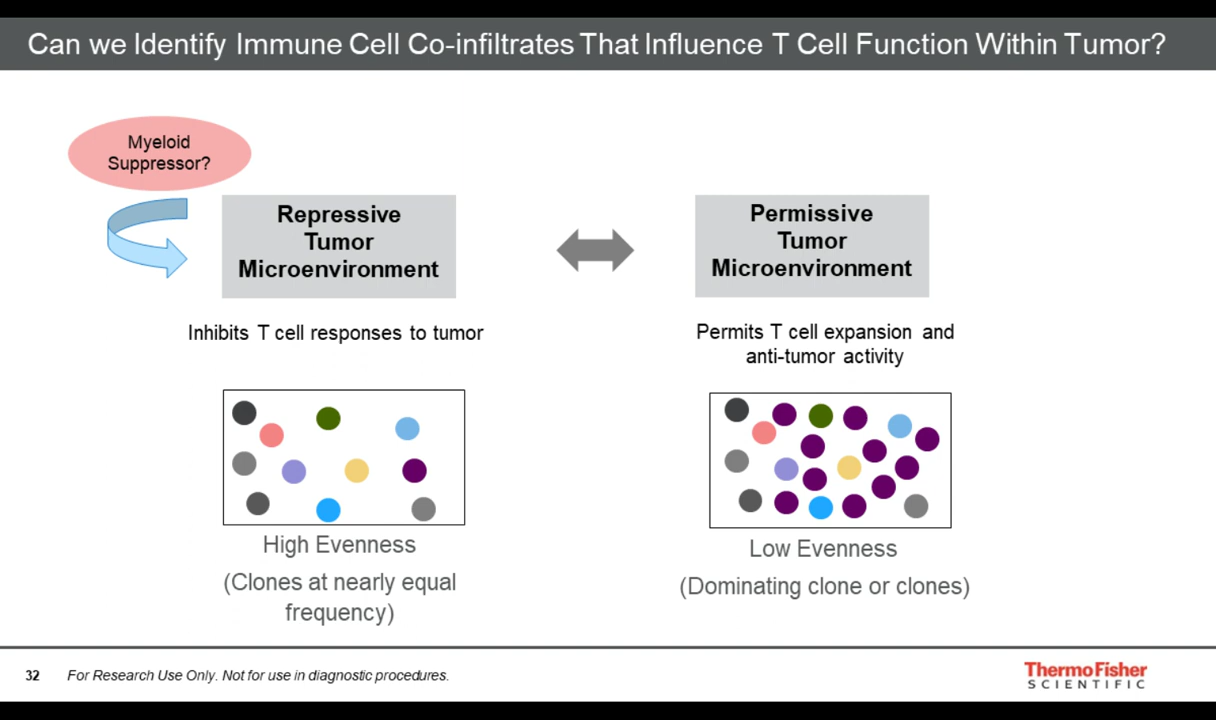 Can we Identify Immune Cell Co-infiltrates That Influence T Cell Function Within Tumor?
Myeloid
Suppressor?
Repressive
Tumor
Microenvironment
Permissive
Tumor
Microenvironment
Inhibits T cell responses to tumor
Permits T cell expansion and
anti-tumor activity
High Evenness
(Clones at nearly equal
frequency)
Low Evenness
(Dominating clone or clones)
32
For Research Use Only. Not for use in diagnostic procedures.
ThermoFisher
SCIENTIFIC